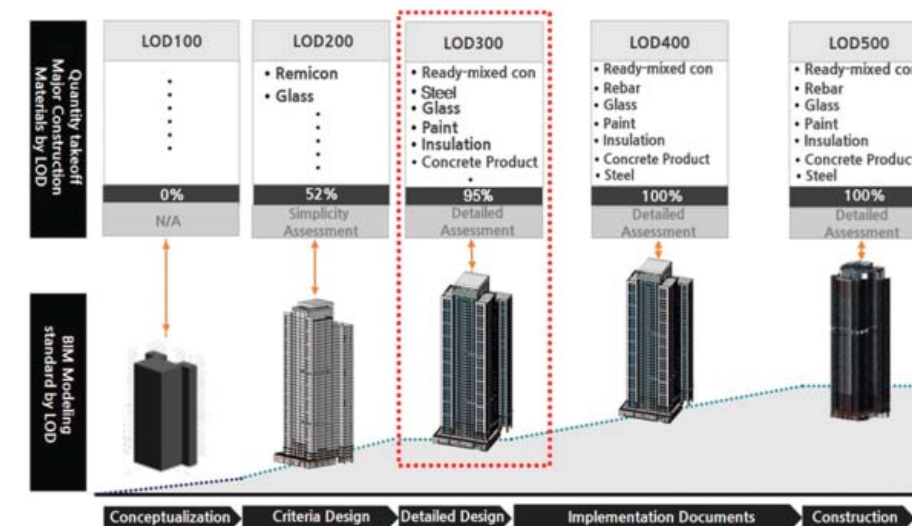 Quantity takeoff
Major Construction
Materials by LOD
LOD100
0%
N/A
LOD200
• Remicon
• Glass
52%
Simplicity
Assessment
LOD300
• Ready-mixed con
• Steel
• Glass
• Paint
• Insulation
• Concrete Product
95%
Detailed
Assessment
LOD400
• Ready-mixed con
• Rebar
• Glass
• Paint
• Insulation
• Concrete Product
• Steel
100%
Detailed
Assessment
LOD500
• Ready-mixed con
• Rebar
• Glass
• Paint
• Insulation
• Concrete Product
• Steel
100%
Detailed
Assessment
BIM Modeling
standard by LOD
Conceptualization
Criteria Design
Detailed Design
Implementation Documents
Construction